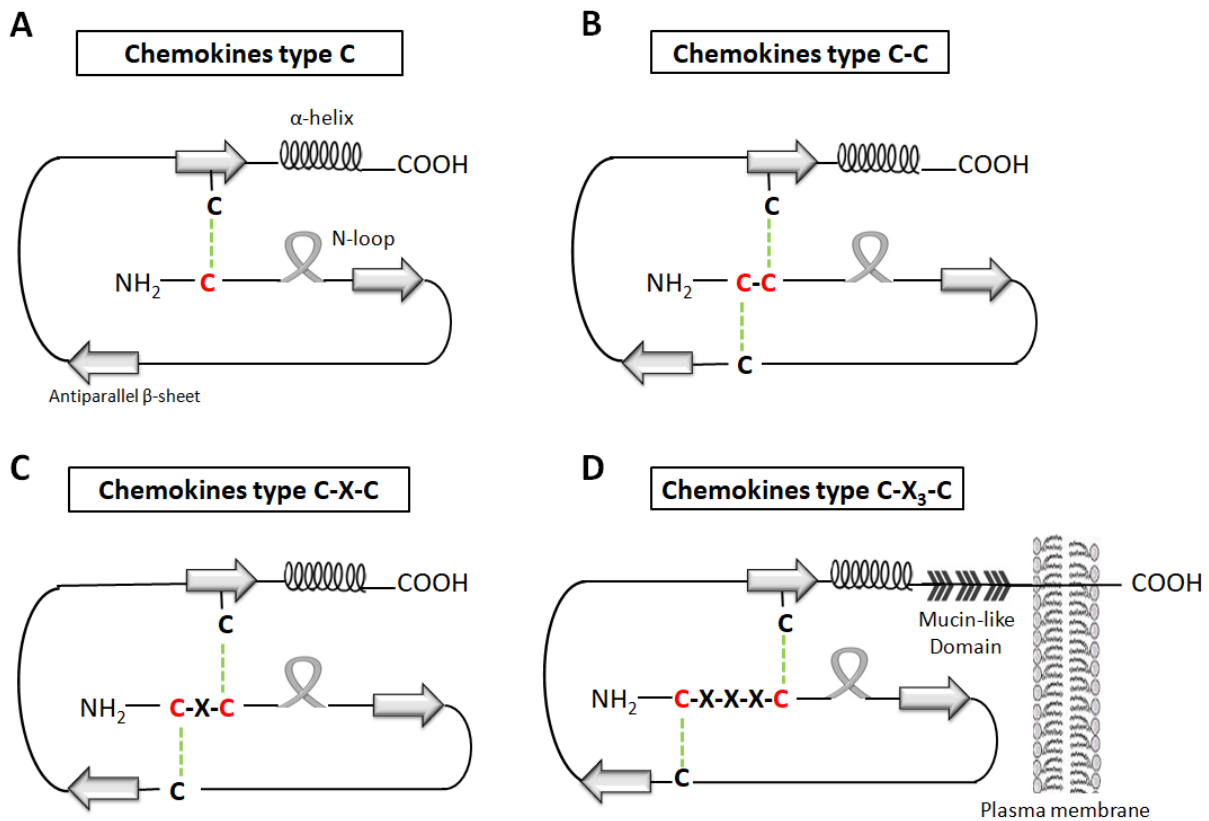 A
Chemokines type C
α-helix
COOH
C
N-loop
NH₂
C
Antiparallel β-sheet
B
Chemokines type C-C
COOH
C
NH₂
C-C
C
C
Chemokines type C-X-C
COOH
C
NH₂
C-X-C
C
D
Chemokines type C-X₃-C
COOH
Mucin-like
Domain
C
NH₂
C-X-X-X-C
C
Plasma membrane